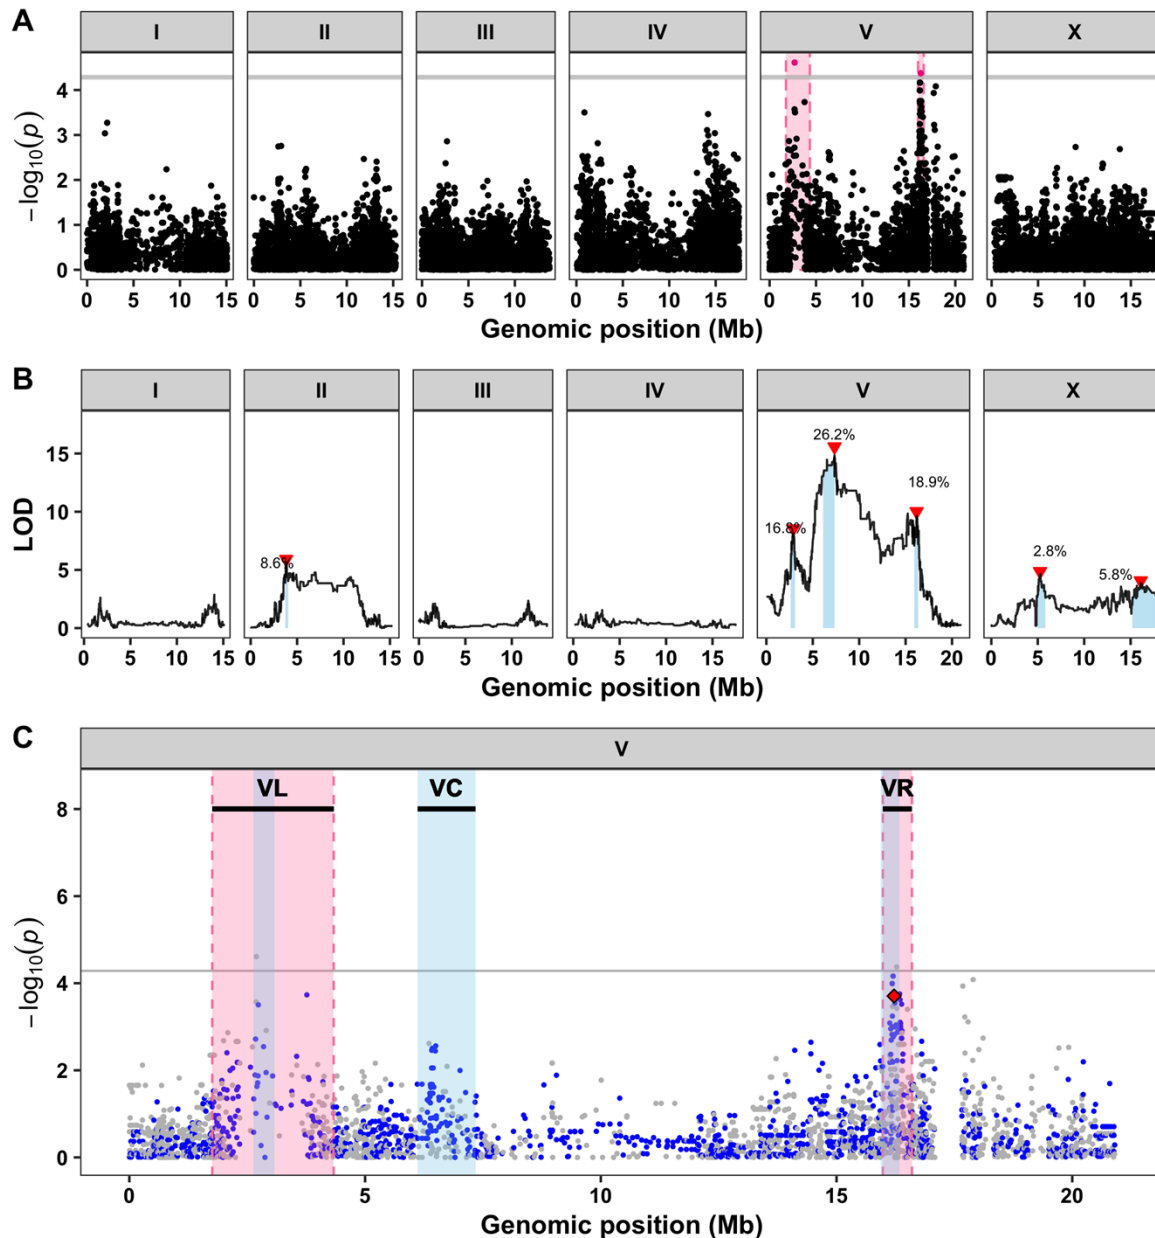 A
I II III IV V X
4
3
2
1
0
−log10(p)
0 5 10 15 0 5 10 15 0 5 10 0 5 10 15 0 5 10 15 20 0 5 10 15
Genomic position (Mb)
B
I II III IV V X
15
10
5
0
LOD
8.6%
16.8%
26.2%
18.9%
2.8%
5.8%
0 5 10 15 0 5 10 15 0 5 10 0 5 10 15 0 5 10 15 20 0 5 10 15
Genomic position (Mb)
C
V
VL VC VR
8
6
4
2
0
−log10(p)
0 5 10 15 20
Genomic position (Mb)